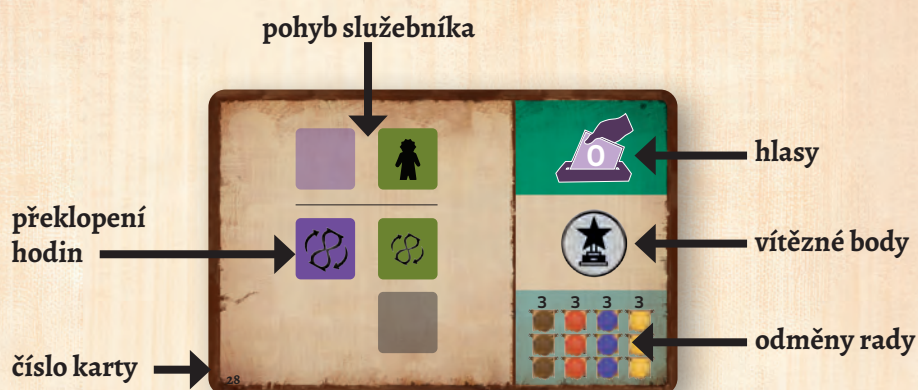 pohyb služebníka
0
hlasy
překlopení
hodin
vítězné body
3 3 3 3
odměny rady
číslo karty
28